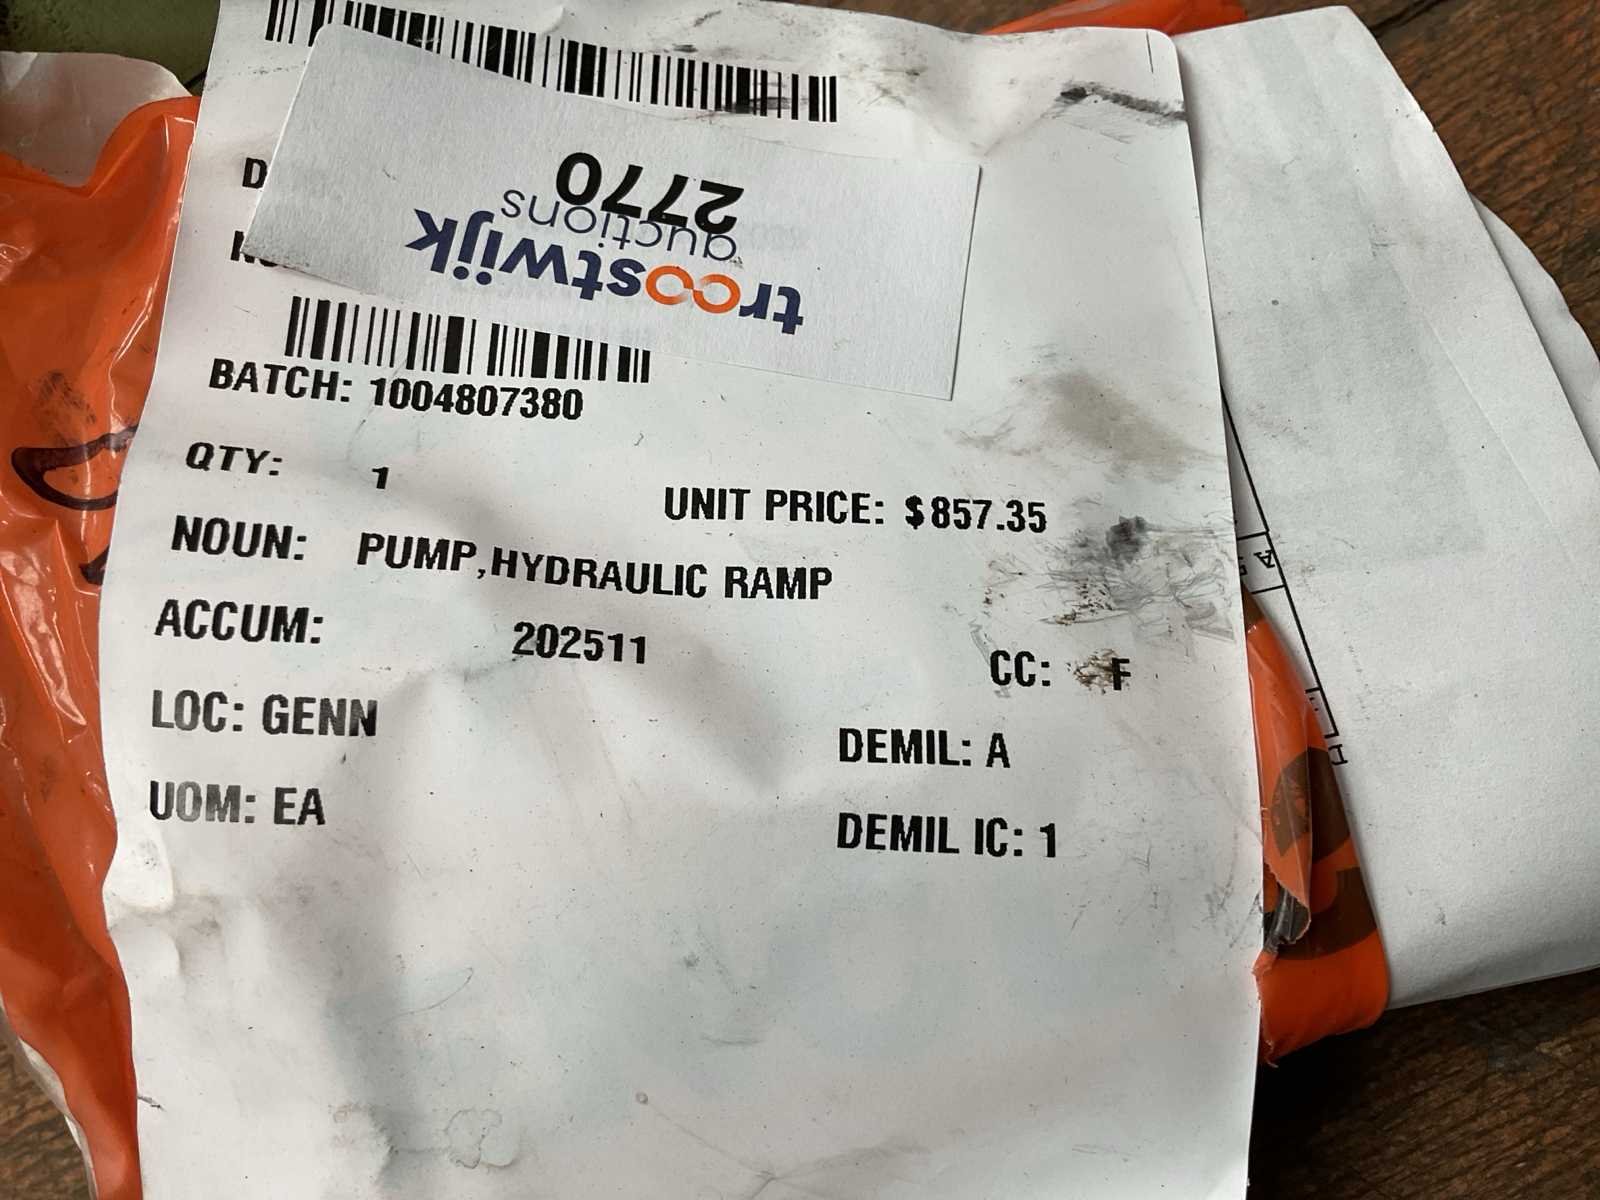 troostwijk
auctions
2770
BATCH: 1004807380
QTY: 1
UNIT PRICE: $857.35
NOUN: PUMP,HYDRAULIC RAMP
ACCUM: 202511
CC: F
LOC: GENN
DEMIL: A
UOM: EA
DEMIL IC: 1